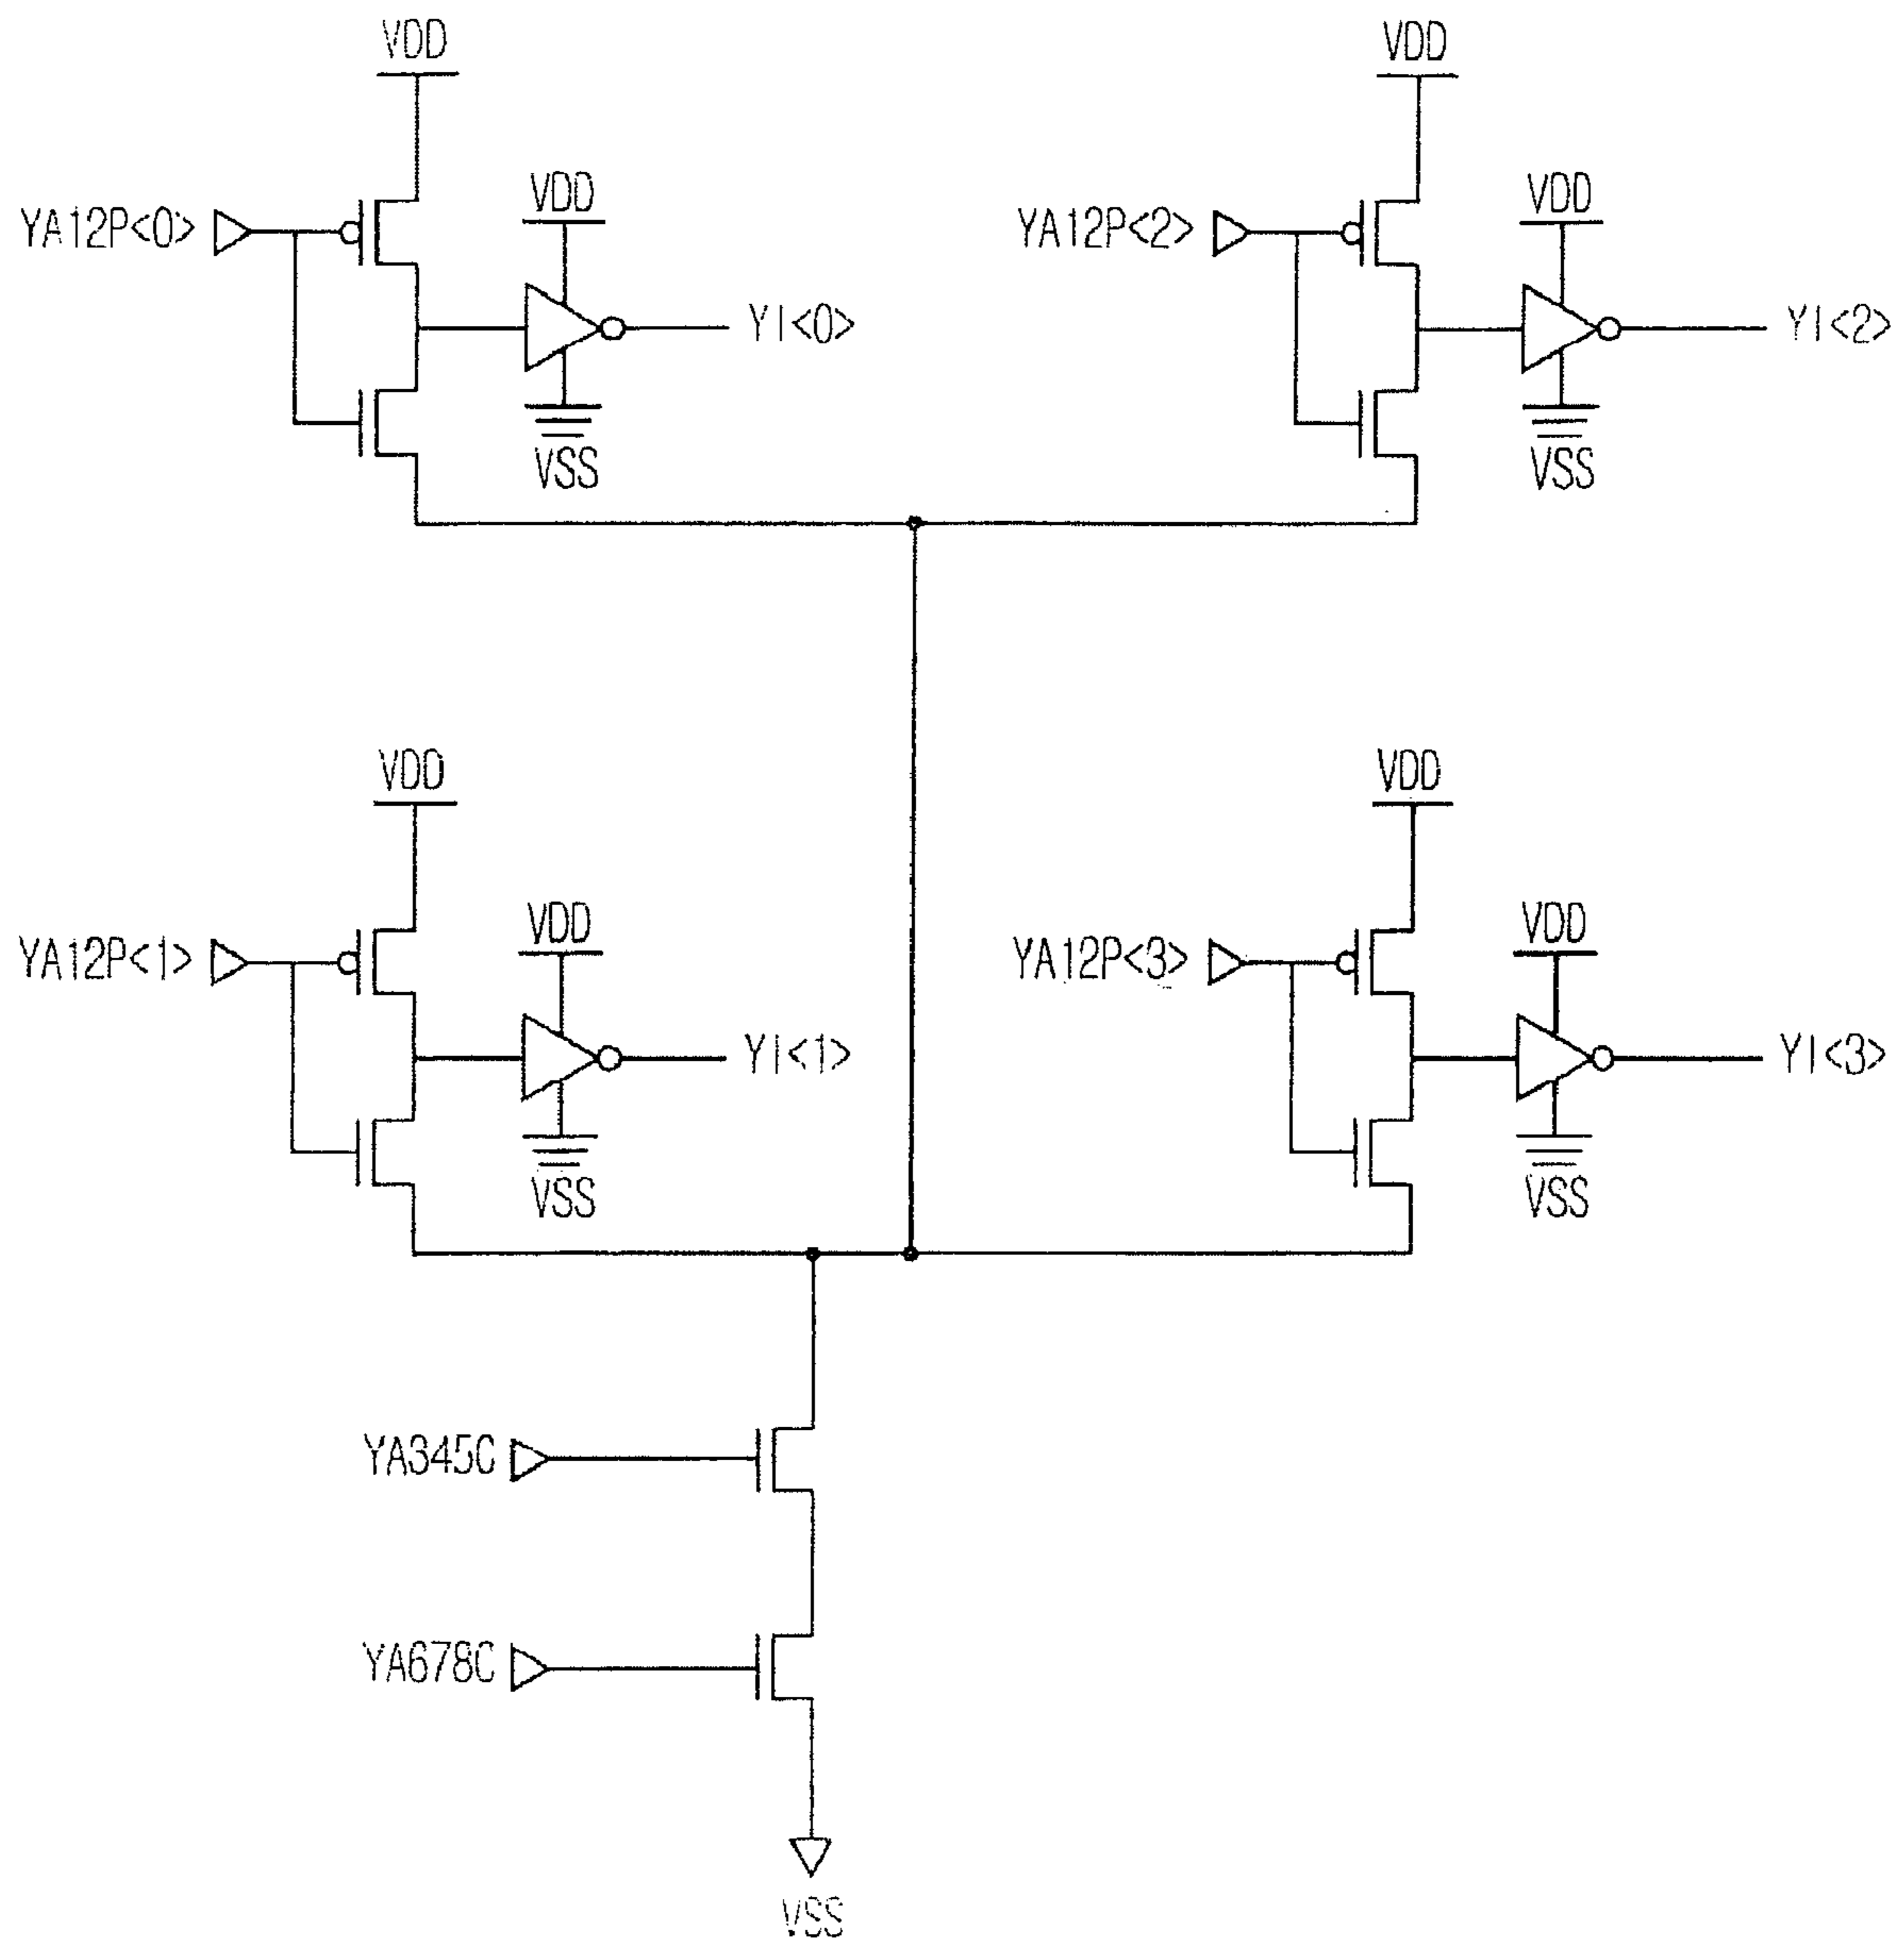 VDD
VDD
VDD
VDD
YA12P<0>
YA12P<2>
YI<0>
YI<2>
VSS
VSS
VDD
VDD
VDD
VDD
YA12P<1>
YA12P<3>
YI<1>
YI<3>
VSS
VSS
YA345C
YA678C
VSS